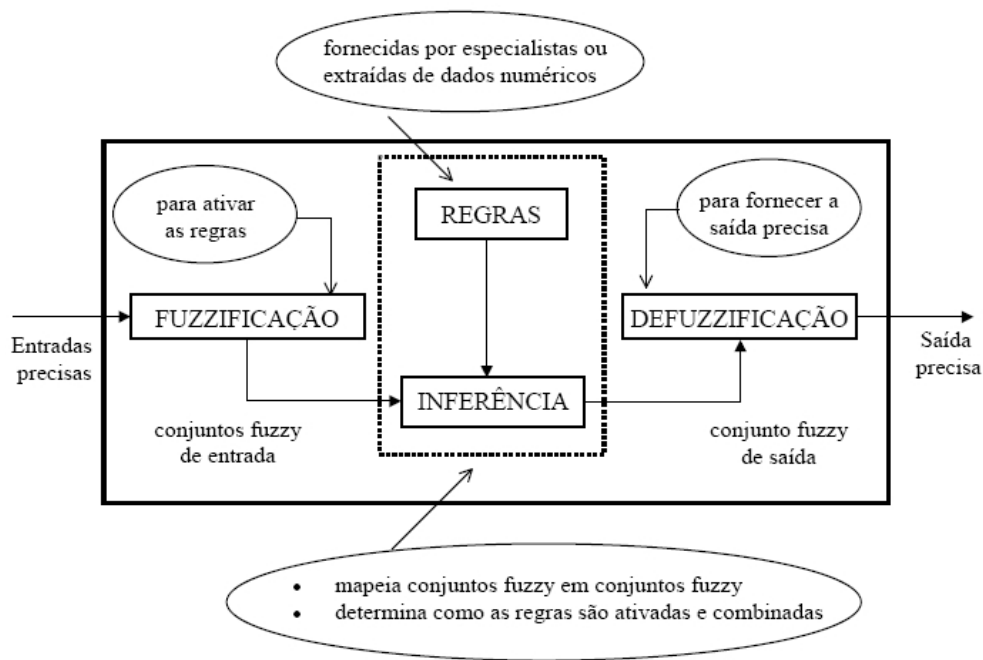 fornecidas por especialistas ou
extraídas de dados numéricos
para ativar
as regras
REGRAS
para fornecer a
saída precisa
FUZZIFICAÇÃO
DEFUZZIFICAÇÃO
Entradas
precisas
Saída
precisa
INFERÊNCIA
conjuntos fuzzy
de entrada
conjunto fuzzy
de saída
• mapeia conjuntos fuzzy em conjuntos fuzzy
• determina como as regras são ativadas e combinadas